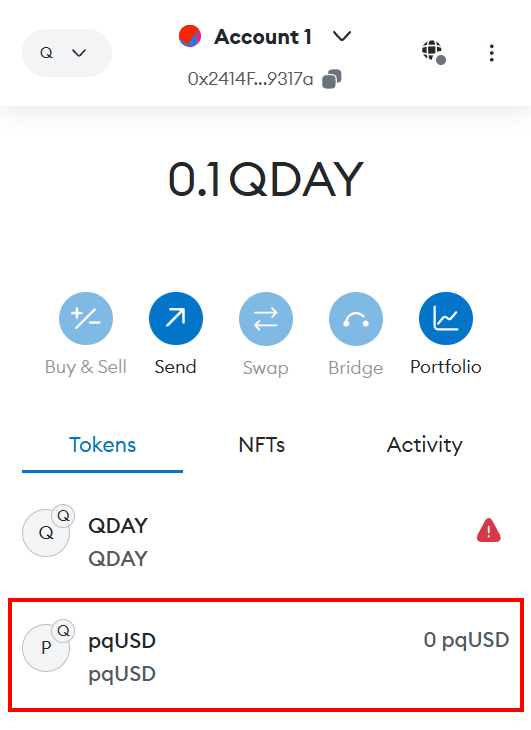 Q
Account 1
0x2414F...9317a
0.1 QDAY
Buy & Sell
Send
Swap
Bridge
Portfolio
Tokens
NFTs
Activity
Q
Q
QDAY
QDAY
Q
P
pqUSD
0 pqUSD
pqUSD